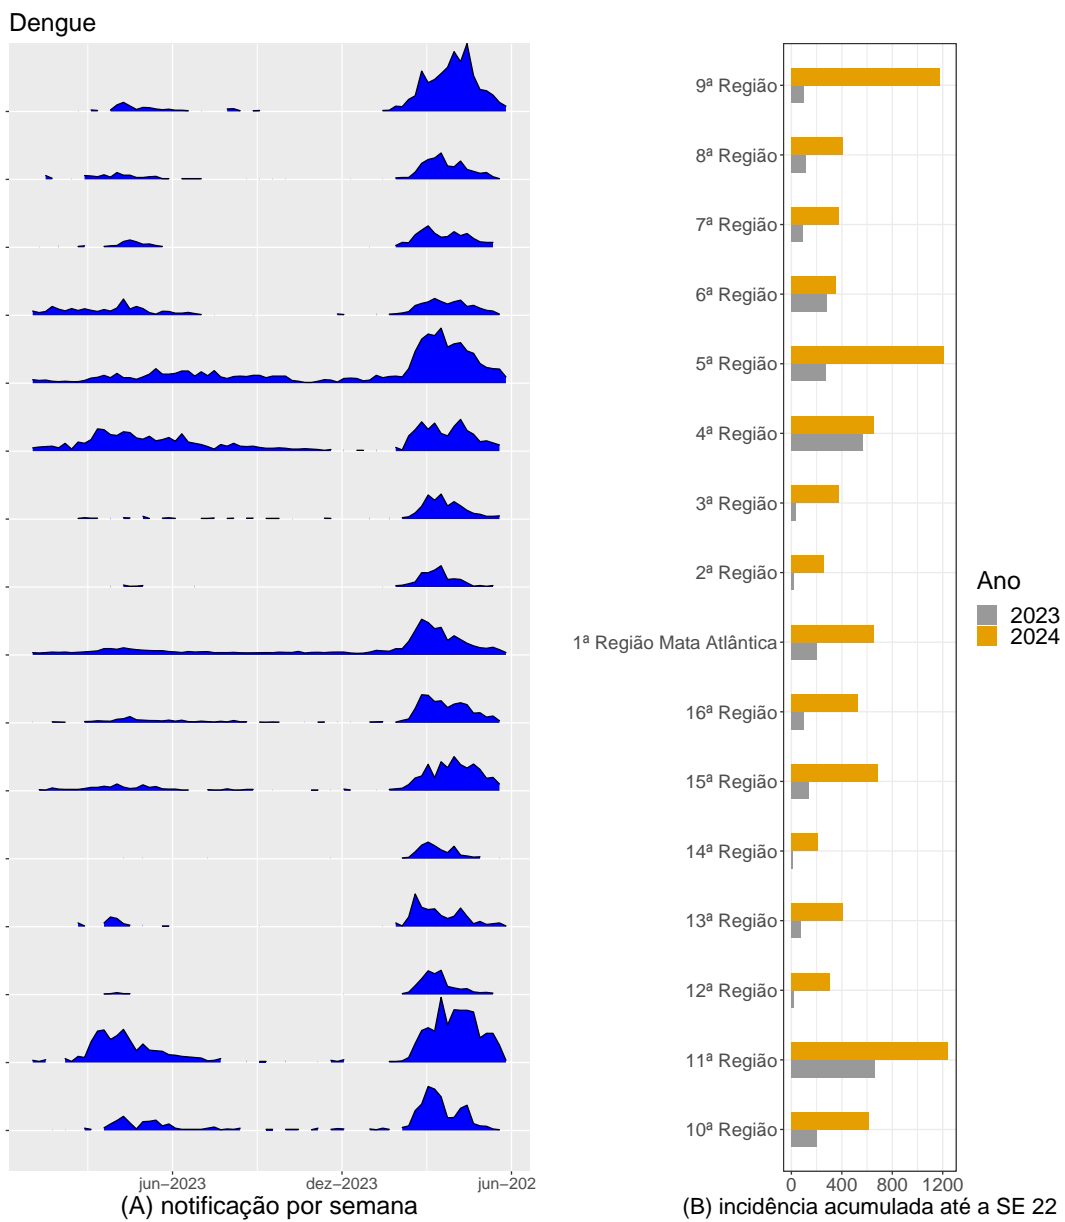 Dengue
9ª Região
8ª Região
7ª Região
6ª Região
5ª Região
4ª Região
3ª Região
2ª Região
1ª Região Mata Atlântica
16ª Região
15ª Região
14ª Região
13ª Região
12ª Região
11ª Região
10ª Região
Ano
2023
2024
jun−2023 dez−2023 jun−202
0 400 800 1200
(A) notificação por semana
(B) incidência acumulada até a SE 22